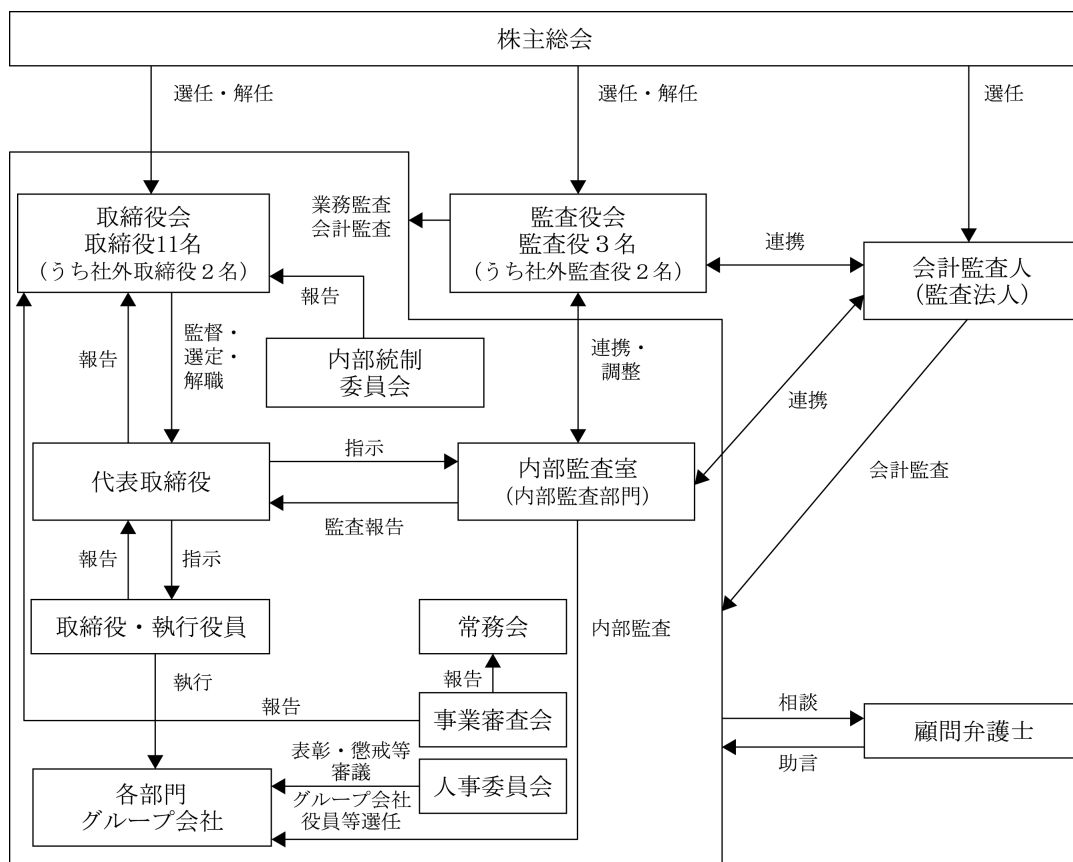 株主総会
選任・解任
選任・解任
選任
取締役会
取締役11名
（うち社外取締役２名）
業務監査
会計監査
監査役会
監査役３名
（うち社外監査役２名）
連携
会計監査人
（監査法人）
報告
監督・
選定・
解職
報告
内部統制
委員会
連携・
調整
連携
代表取締役
指示
監査報告
内部監査室
（内部監査部門）
会計監査
報告
指示
取締役・執行役員
常務会
内部監査
執行
報告
報告
事業審査会
相談
顧問弁護士
助言
表彰・懲戒等
審議
人事委員会
グループ会社
役員等選任
各部門
グループ会社